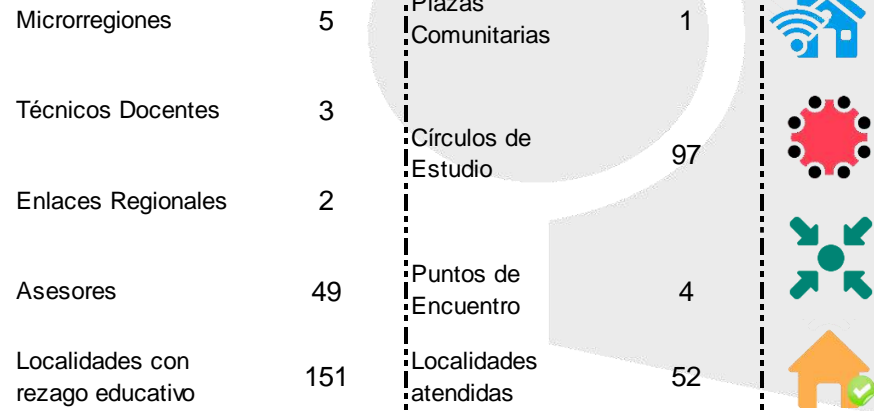 Microrregiones 5
Plazas
Comunitarias 1
Técnicos Docentes 3
Círculos de
Estudio 97
Enlaces Regionales 2
Asesores 49
Puntos de
Encuentro 4
Localidades con
rezago educativo 151
Localidades
atendidas 52